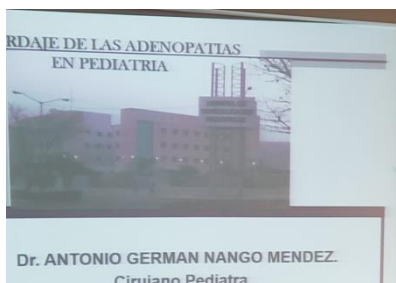 RDAJE DE LAS ADENOPATIAS
EN PEDIATRIA
Dr. ANTONIO GERMAN NANGO MENDEZ.
Cirujano Pediatra